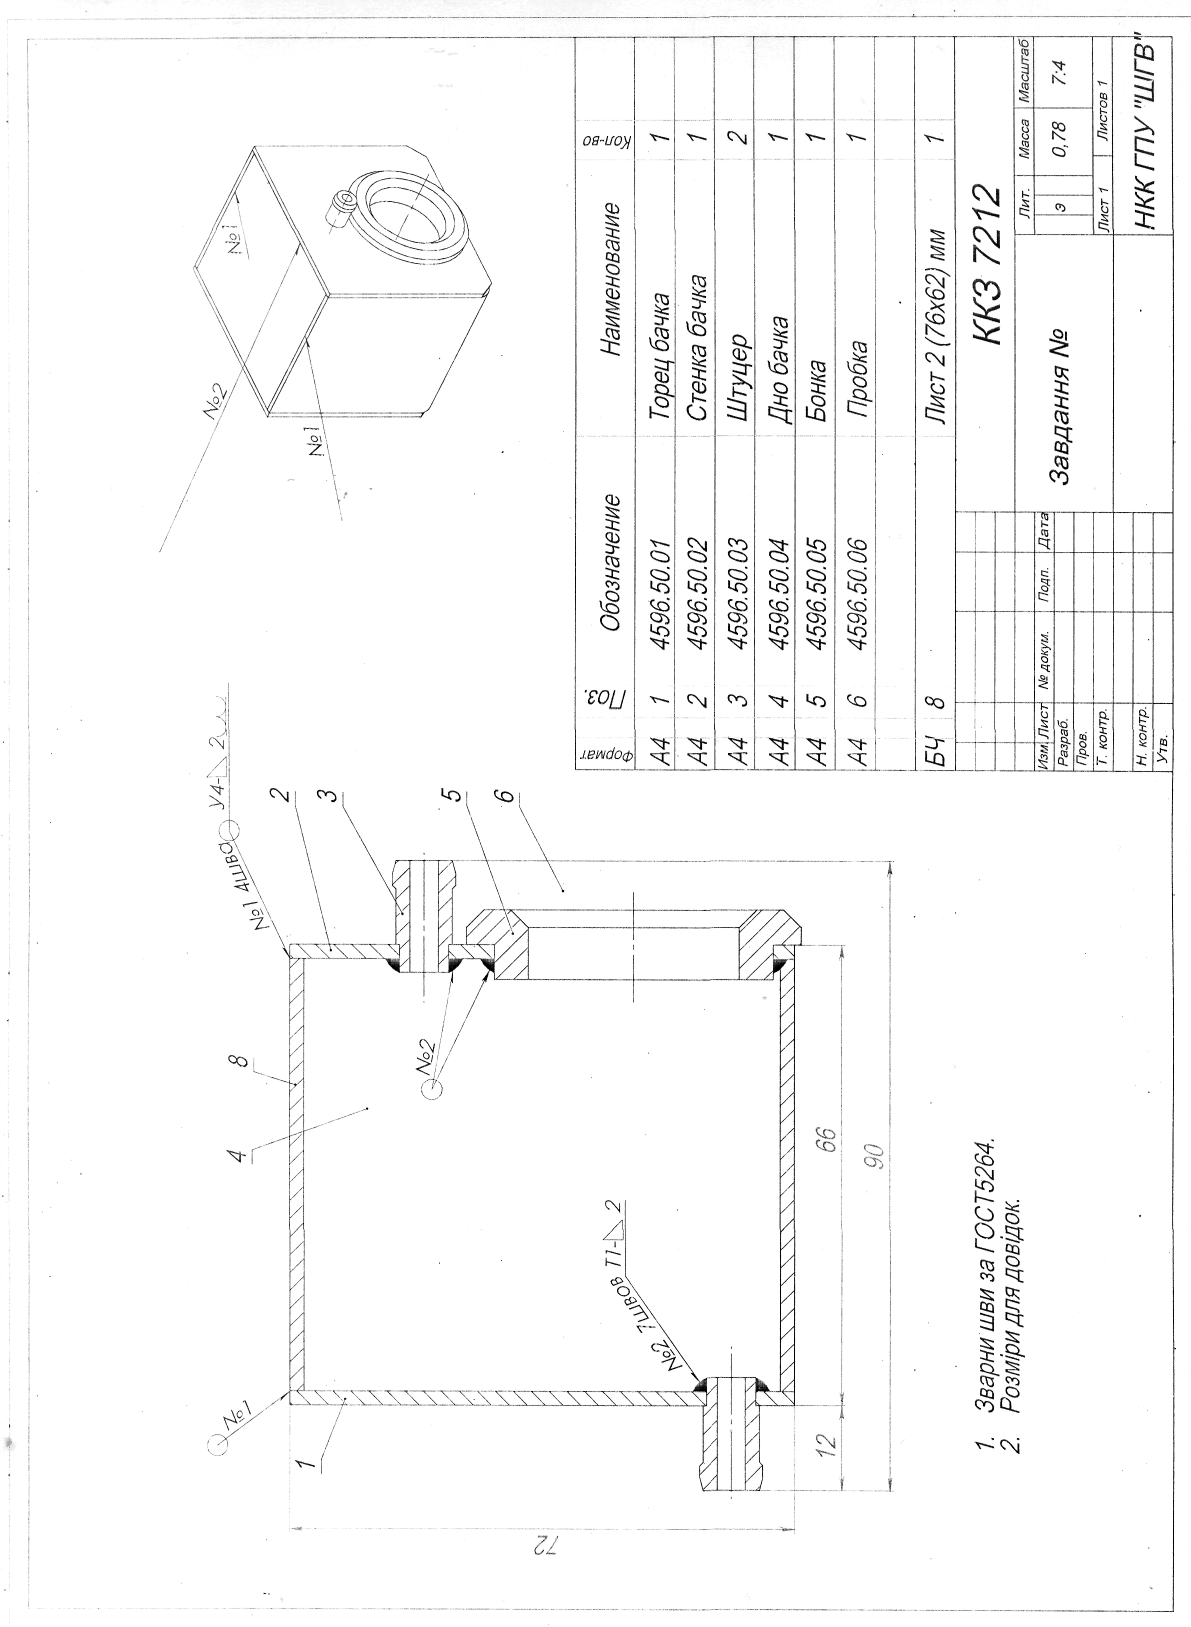 №1
№2
№1
№1
№1 4шва У4-⊿ 2
2
3
5
6
8
4
1
№2
№2 7швов Т1-⊿ 2
66
90
12
72
1. Зварни шви за ГОСТ5264.
2. Розміри для довідок.
Формат Поз. Обозначение Наименование Кол-во
А4 1 4596.50.01 Торец бачка 1
А4 2 4596.50.02 Стенка бачка 1
А4 3 4596.50.03 Штуцер 2
А4 4 4596.50.04 Дно бачка 1
А4 5 4596.50.05 Бонка 1
А4 6 4596.50.06 Пробка 1
БЧ 8 Лист 2 (76х62) мм 1
ККЗ 7212
Изм. Лист № докум. Подп. Дата
Разраб.
Пров.
Т. контр.
Н. контр.
Утв.
Завдання №
Лит. Масса Масштаб
э 0,78 7:4
Лист 1 Листов 1
НКК ГПУ "ШГВ"